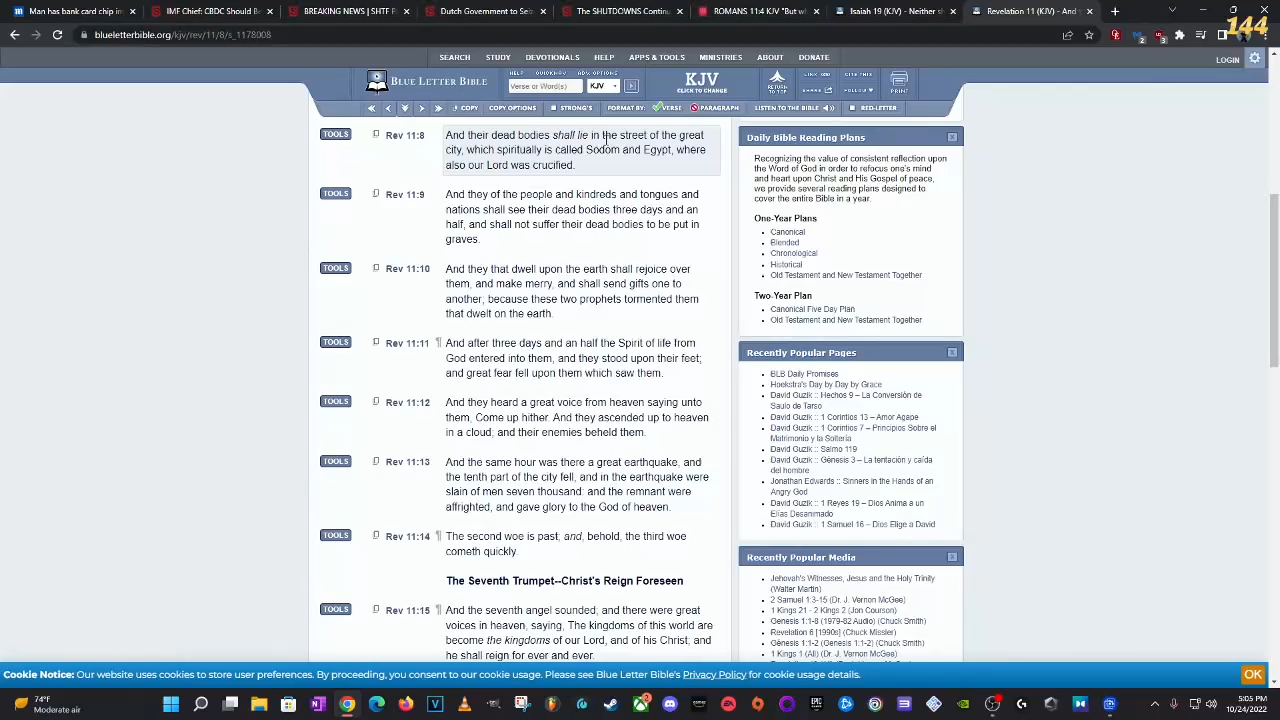 Man has bank card chip im
IMF Chief: CBDC Should Be
BREAKING NEWS | SHTF F
Dutch Government to Sei
The SHUTDOWNS Continu
ROMANS 11:4 KJV "But wh
Isaiah 19 (KJV) - Neither sh
Revelation 11 (KJV) - And
144
blueletterbible.org/kjv/rev/11/8/s_1178008
SEARCH STUDY DEVOTIONALS HELP APPS & TOOLS MINISTRIES ABOUT DONATE
LOGIN
BLUE LETTER BIBLE
HELP QUICKNAV ADV. OPTIONS
Verse or Word(s) KJV
KJV
CLICK TO CHANGE
RETURN TO TOP
LINK
SHARE
CITE THIS
FOLLOW
PRINT
COPY COPY OPTIONS STRONG'S FORMAT BY: VERSE PARAGRAPH LISTEN TO THE BIBLE RED-LETTER
TOOLS Rev 11:8 And their dead bodies shall lie in the street of the great
city, which spiritually is called Sodom and Egypt, where
also our Lord was crucified.
TOOLS Rev 11:9 And they of the people and kindreds and tongues and
nations shall see their dead bodies three days and an
half, and shall not suffer their dead bodies to be put in
graves.
TOOLS Rev 11:10 And they that dwell upon the earth shall rejoice over
them, and make merry, and shall send gifts one to
another; because these two prophets tormented them
that dwelt on the earth.
TOOLS Rev 11:11 ¶ And after three days and an half the Spirit of life from
God entered into them, and they stood upon their feet;
and great fear fell upon them which saw them.
TOOLS Rev 11:12 And they heard a great voice from heaven saying unto
them, Come up hither. And they ascended up to heaven
in a cloud; and their enemies beheld them.
TOOLS Rev 11:13 And the same hour was there a great earthquake, and
the tenth part of the city fell, and in the earthquake were
slain of men seven thousand: and the remnant were
affrighted, and gave glory to the God of heaven.
TOOLS Rev 11:14 ¶ The second woe is past; and, behold, the third woe
cometh quickly.
The Seventh Trumpet--Christ's Reign Foreseen
TOOLS Rev 11:15 ¶ And the seventh angel sounded; and there were great
voices in heaven, saying, The kingdoms of this world are
become the kingdoms of our Lord, and of his Christ; and
he shall reign for ever and ever.
Daily Bible Reading Plans
Recognizing the value of consistent reflection upon
the Word of God in order to refocus one's mind
and heart upon Christ and His Gospel of peace,
we provide several reading plans designed to
cover the entire Bible in a year.
One-Year Plans
Canonical
Blended
Chronological
Historical
Old Testament and New Testament Together
Two-Year Plan
Canonical Five Day Plan
Old Testament and New Testament Together
Recently Popular Pages
BLB Daily Promises
Hoekstra's Day by Day by Grace
David Guzik :: Hechos 9 – La Conversión de
Saulo de Tarso
David Guzik :: 1 Corintios 13 – Amor Agape
David Guzik :: 1 Corintios 7 – Principios Sobre el
Matrimonio y la Soltería
David Guzik :: Salmo 119
David Guzik :: Génesis 3 – La tentación y caída
del hombre
Jonathan Edwards :: Sinners in the Hands of an
Angry God
David Guzik :: 1 Reyes 19 – Dios Anima a un
Elías Desanimado
David Guzik :: 1 Samuel 16 – Dios Elige a David
Recently Popular Media
Jehovah's Witnesses, Jesus and the Holy Trinity
(Walter Martin)
2 Samuel 1:3-15 (Dr. J. Vernon McGee)
1 Kings 21 - 2 Kings 2 (Jon Courson)
Genesis 1:1-8 (1979-82 Audio) (Chuck Smith)
Revelation 6 [1990s] (Chuck Missler)
Génesis 1:1-2 (Genesis 1:1-2) (Chuck Smith)
1 Kings 1 (All) (Dr. J. Vernon McGee)
Cookie Notice: Our website uses cookies to store user preferences. By proceeding, you consent to our cookie usage. Please see Blue Letter Bible's Privacy Policy for cookie usage details.
OK
74°F
Moderate air
5:05 PM
10/24/2022